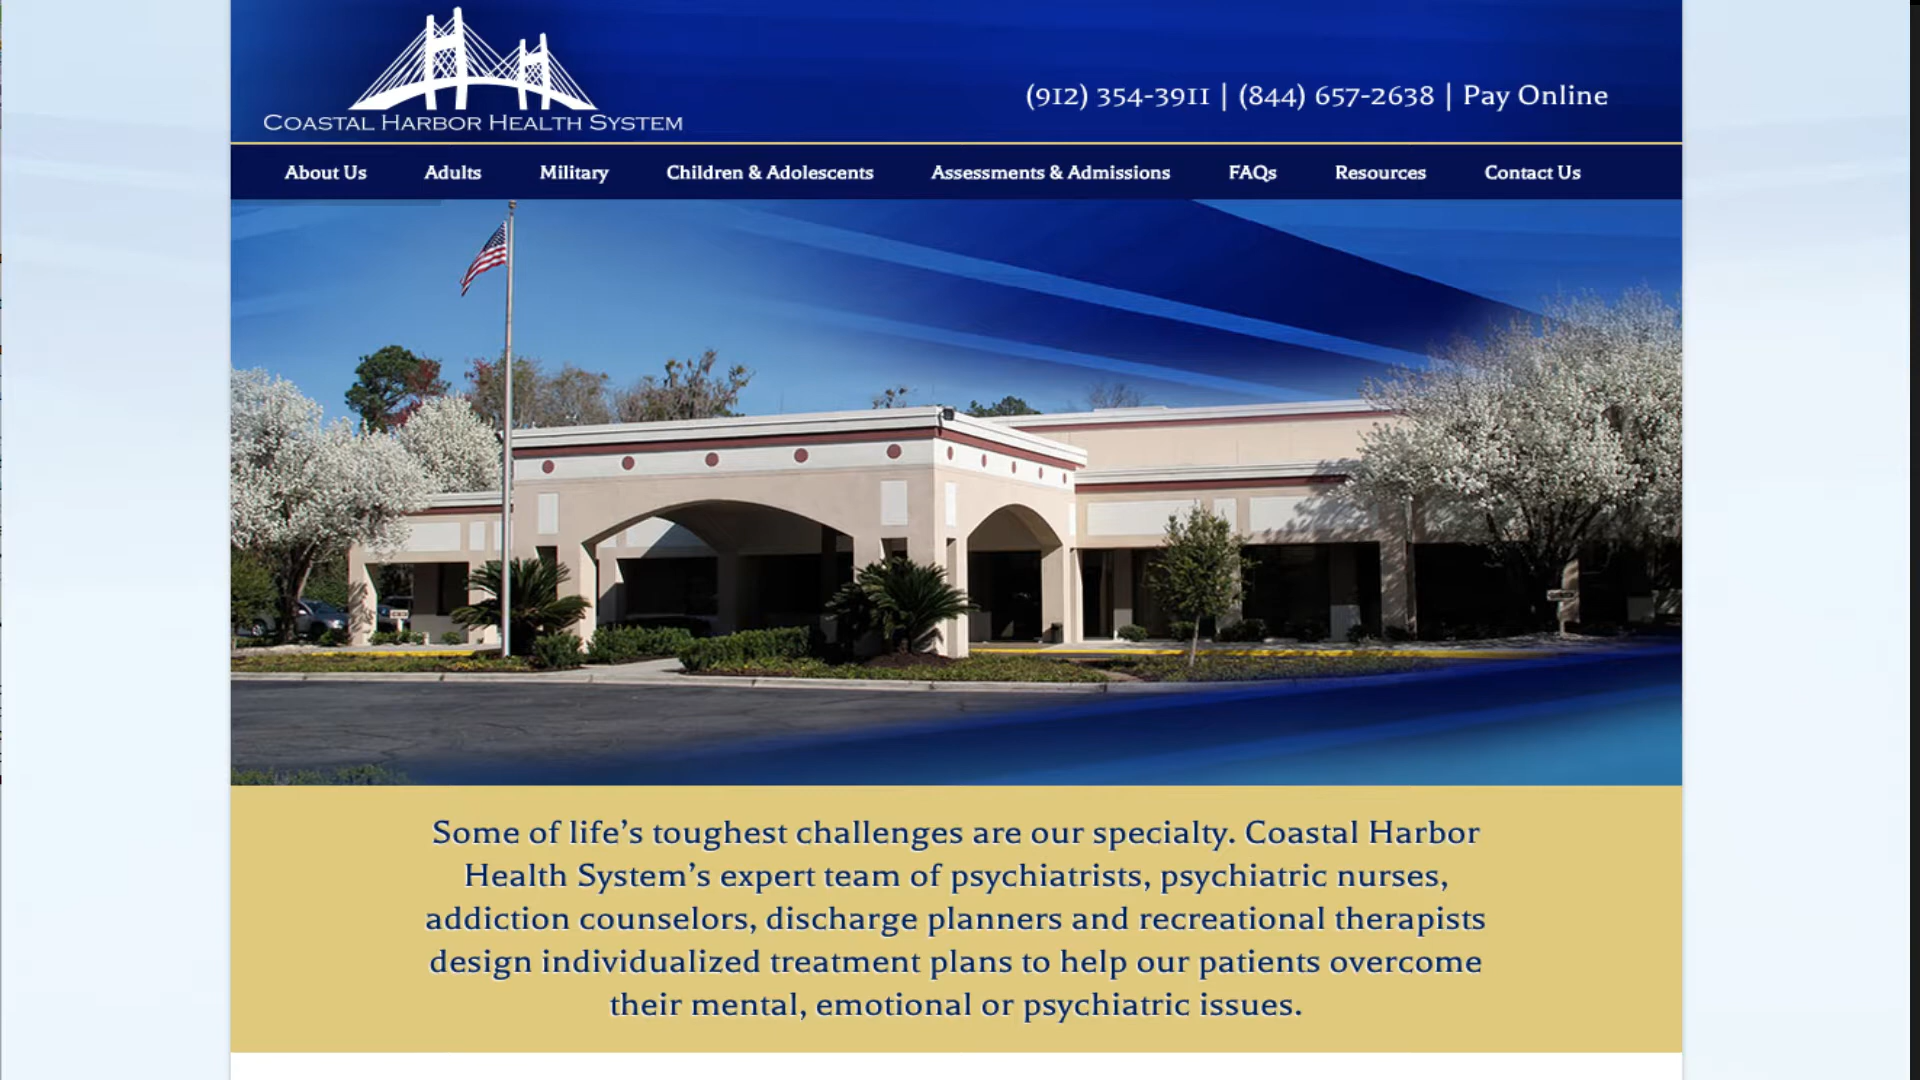 COASTAL HARBOR HEALTH SYSTEM
(912) 354-3911 | (844) 657-2638 | Pay Online
About Us Adults Military Children & Adolescents Assessments & Admissions FAQs Resources Contact Us
Some of life’s toughest challenges are our specialty. Coastal Harbor
Health System’s expert team of psychiatrists, psychiatric nurses,
addiction counselors, discharge planners and recreational therapists
design individualized treatment plans to help our patients overcome
their mental, emotional or psychiatric issues.